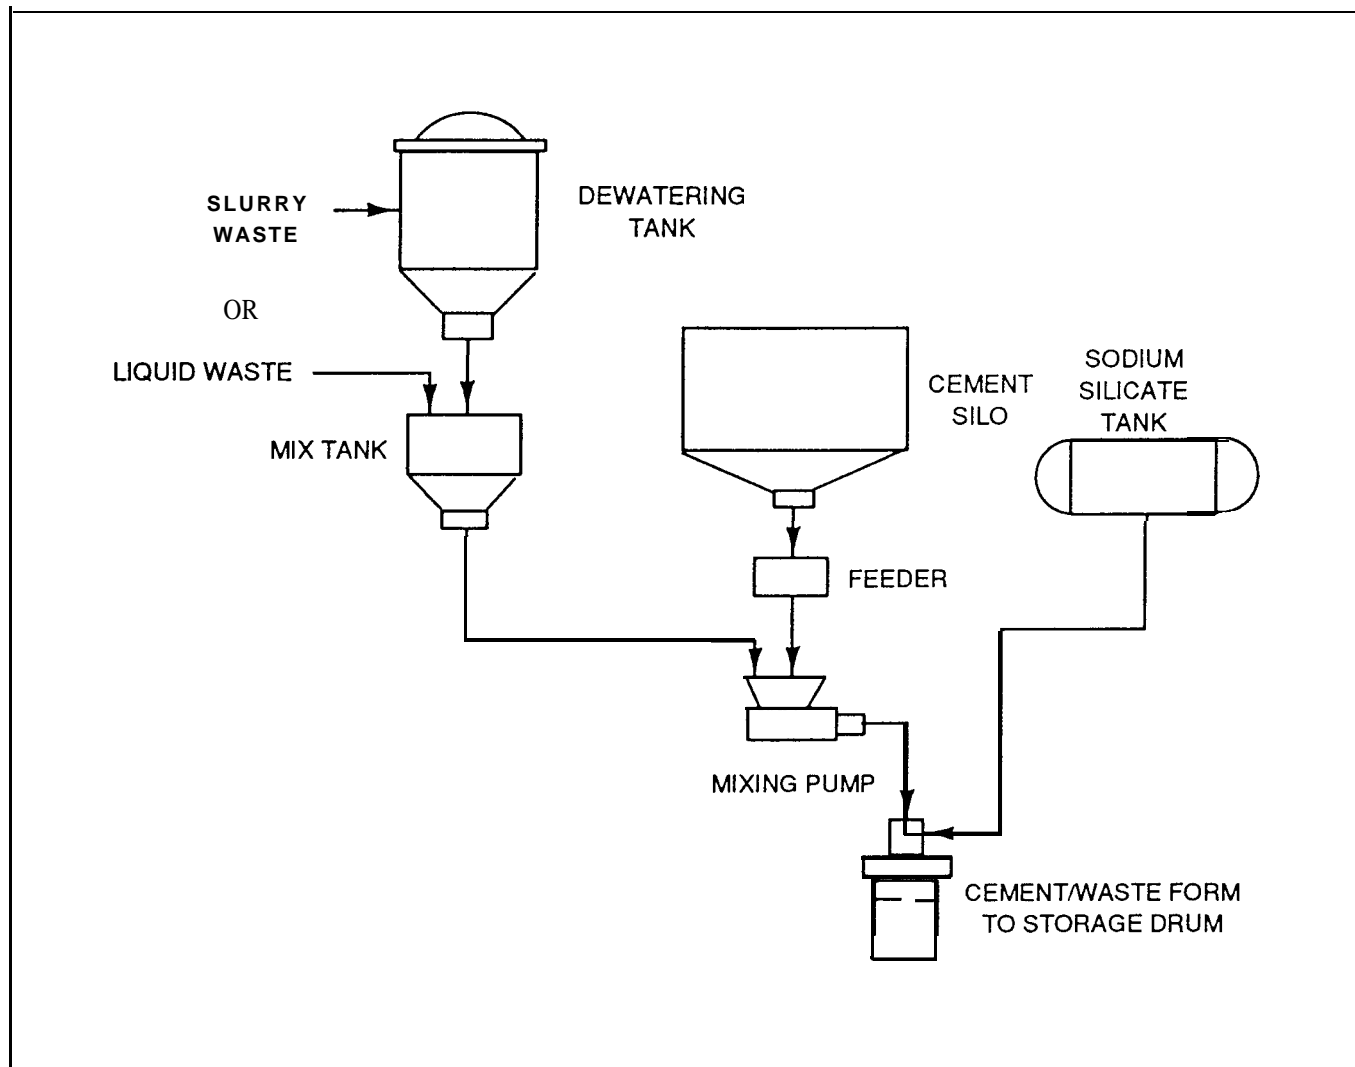 SLURRY
WASTE
DEWATERING
TANK
OR
LIQUID WASTE
MIX TANK
CEMENT
SILO
SODIUM
SILICATE
TANK
FEEDER
MIXING PUMP
CEMENT/WASTE FORM
TO STORAGE DRUM